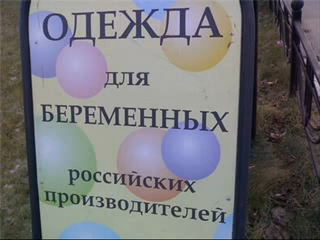 ОДЕЖДА
для
БЕРЕМЕННЫХ
российских
производителей